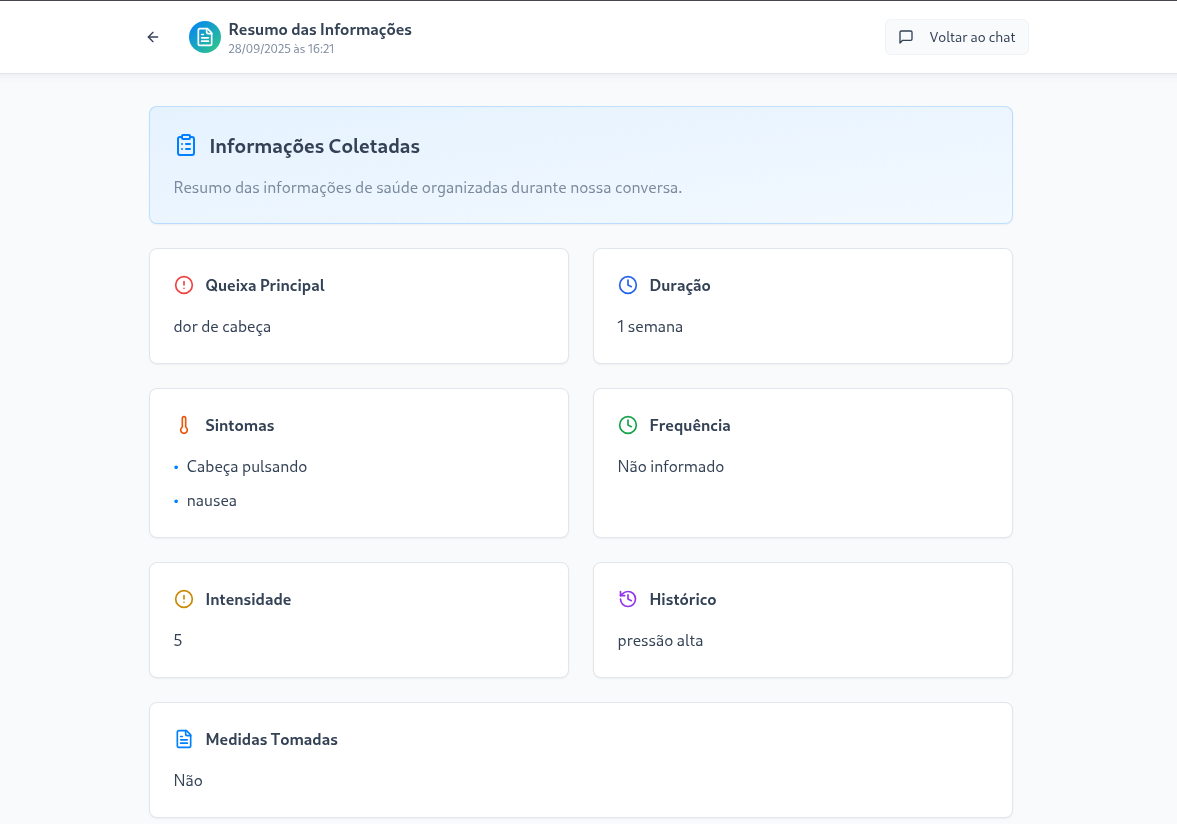 Resumo das Informações
28/09/2025 às 16:21
Voltar ao chat
Informações Coletadas
Resumo das informações de saúde organizadas durante nossa conversa.
Queixa Principal
dor de cabeça
Duração
1 semana
Sintomas
• Cabeça pulsando
• nausea
Frequência
Não informado
Intensidade
5
Histórico
pressão alta
Medidas Tomadas
Não